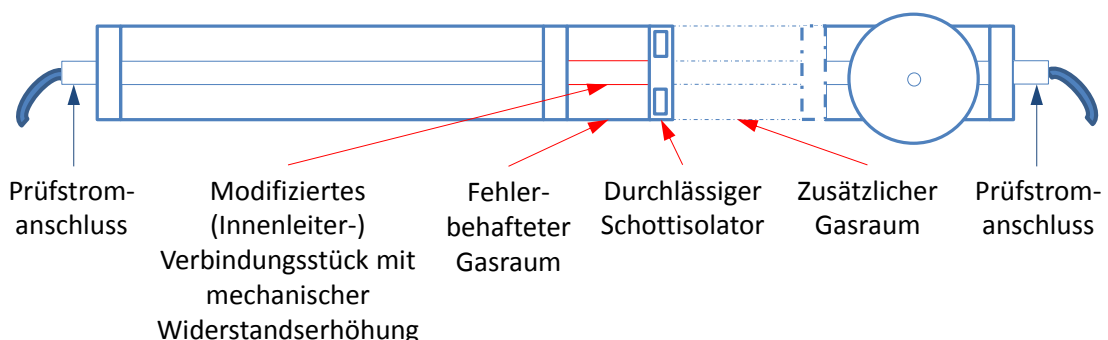 Prüfstrom-
anschluss
Modifiziertes
(Innenleiter-)
Verbindungsstück mit
mechanischer
Widerstandserhöhung
Fehler-
behafteter
Gasraum
Durchlässiger
Schottisolator
Zusätzlicher
Gasraum
Prüfstrom-
anschluss